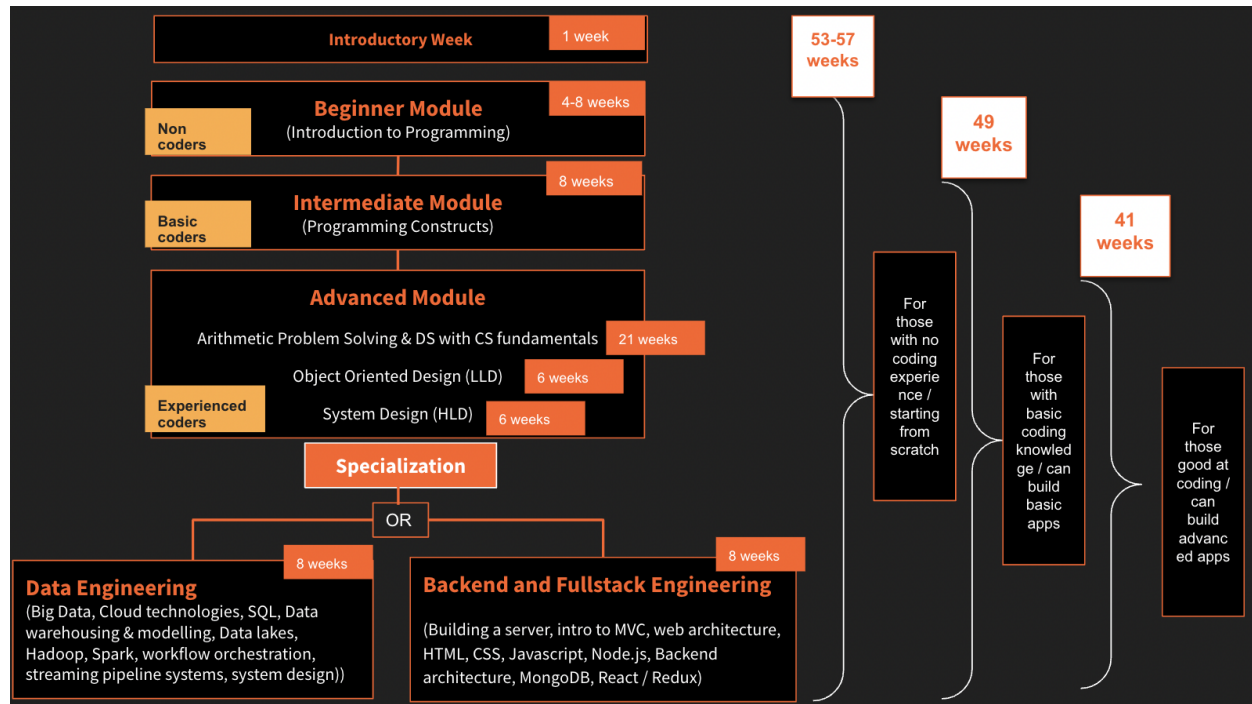 Introductory Week
1 week
53-57
weeks
Beginner Module
4-8 weeks
(Introduction to Programming)
Non
coders
49
weeks
Intermediate Module
8 weeks
(Programming Constructs)
Basic
coders
41
weeks
Advanced Module
Arithmetic Problem Solving & DS with CS fundamentals
21 weeks
Object Oriented Design (LLD)
6 weeks
System Design (HLD)
6 weeks
Experienced
coders
For
those
with no
coding
experie
nce /
starting
from
scratch
For
those
with
basic
coding
knowled
ge / can
build
basic
apps
For
those
good at
coding /
can
build
advanc
ed apps
Specialization
OR
8 weeks
Data Engineering
(Big Data, Cloud technologies, SQL, Data
warehousing & modelling, Data lakes,
Hadoop, Spark, workflow orchestration,
streaming pipeline systems, system design))
8 weeks
Backend and Fullstack Engineering
(Building a server, intro to MVC, web architecture,
HTML, CSS, Javascript, Node.js, Backend
architecture, MongoDB, React / Redux)